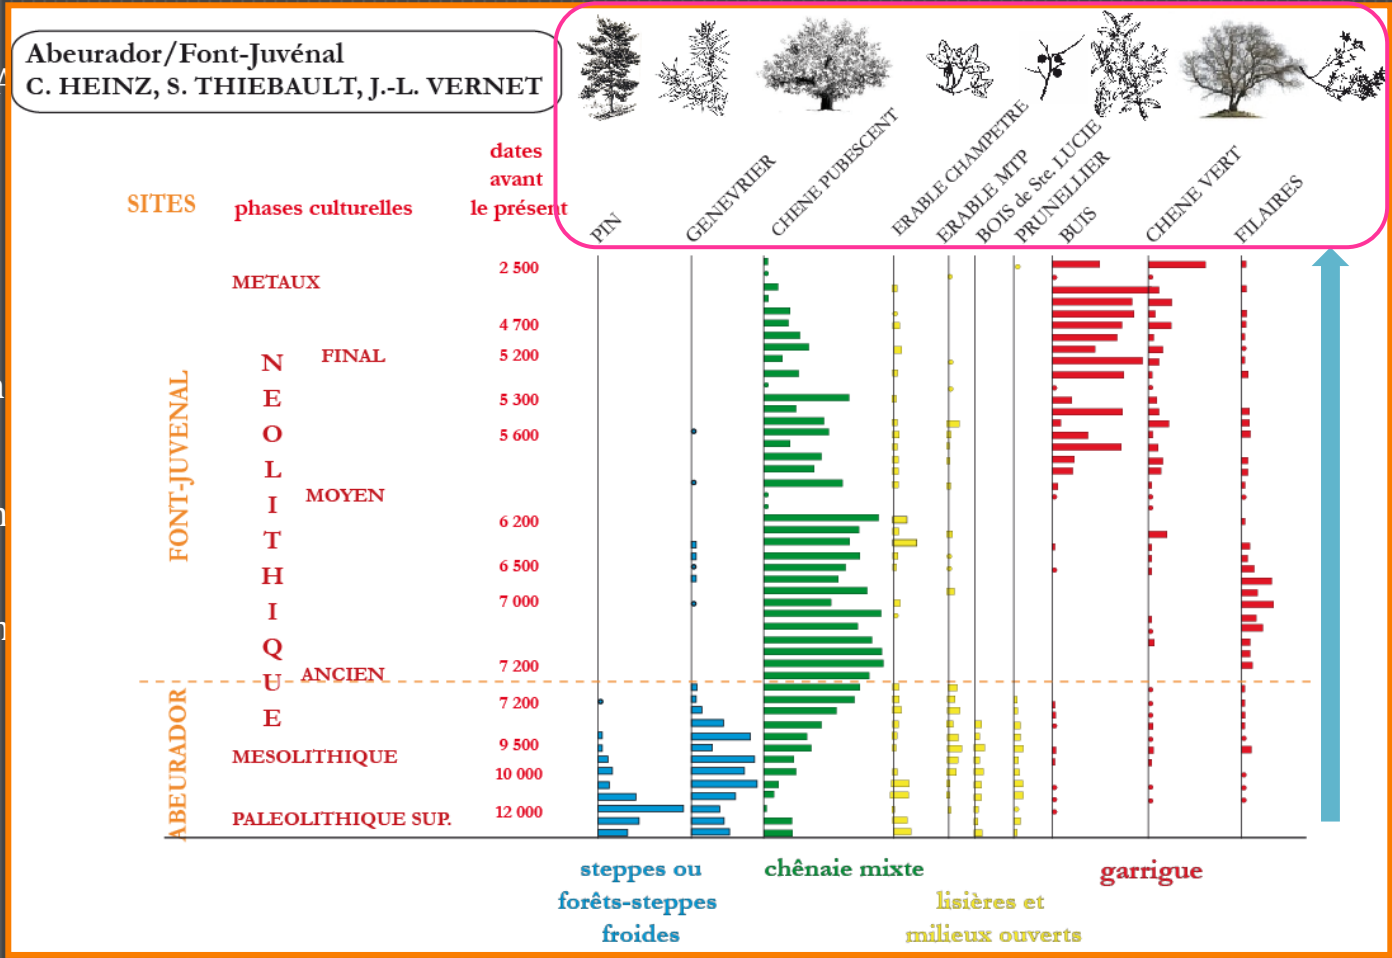 Abeurador/Font-Juvénal
C. HEINZ, S. THIEBAULT, J.-L. VERNET
dates
avant
le présent
SITES
phases culturelles
PIN
GENEVRIER
CHENE PUBESCENT
ERABLE CHAMPETRE
ERABLE MTP
BOIS de Ste. LUCIE
PRUNELLIER
BUIS
CHENE VERT
FILAIRES
2 500
METAUX
4 700
FINAL
5 200
5 300
5 600
MOYEN
6 200
6 500
7 000
7 200
ANCIEN
7 200
9 500
MESOLITHIQUE
10 000
12 000
PALEOLITHIQUE SUP.
NEOLITHIQUE
FONT-JUVENAL
ABEURADOR
steppes ou
forêts-steppes
froides
chênaie mixte
lisières et
milieux ouverts
garrigue